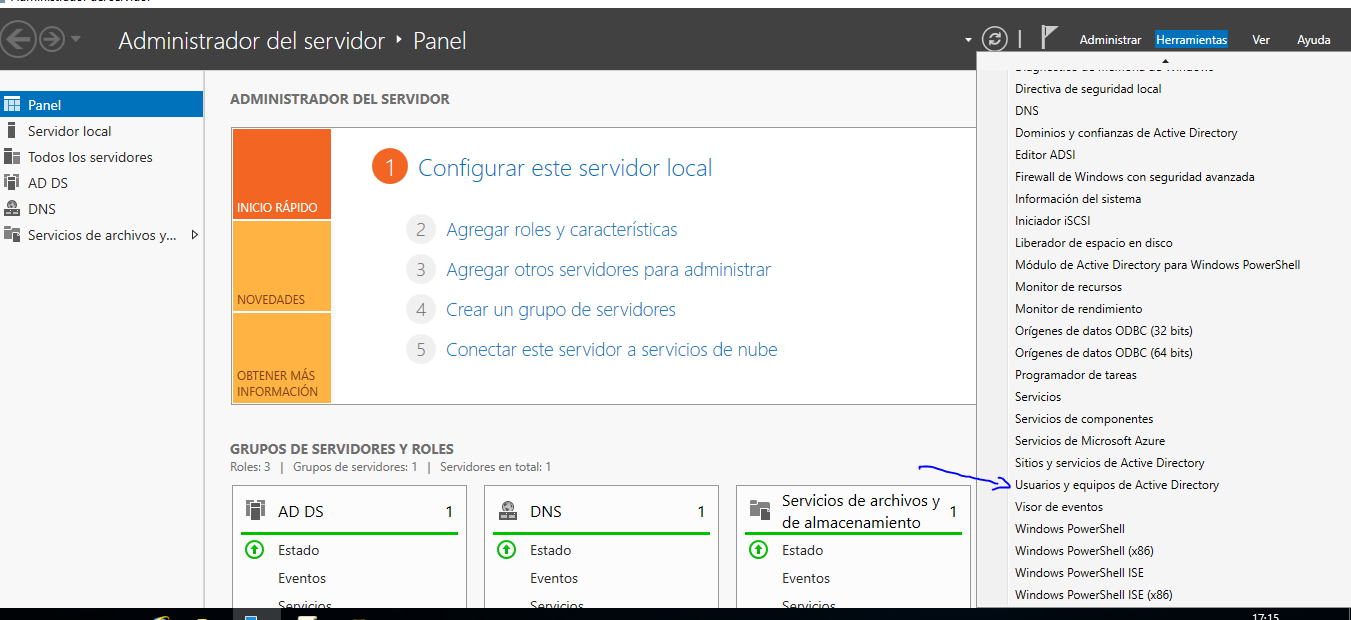 Administrador del servidor
Administrador del servidor ‣ Panel
Administrar Herramientas Ver Ayuda
Panel
Servidor local
Todos los servidores
AD DS
DNS
Servicios de archivos y...
ADMINISTRADOR DEL SERVIDOR
INICIO RÁPIDO
NOVEDADES
OBTENER MÁS
INFORMACIÓN
1 Configurar este servidor local
2 Agregar roles y características
3 Agregar otros servidores para administrar
4 Crear un grupo de servidores
5 Conectar este servidor a servicios de nube
GRUPOS DE SERVIDORES Y ROLES
Roles: 3 | Grupos de servidores: 1 | Servidores en total: 1
AD DS 1
Estado
Eventos
Servicios
DNS 1
Estado
Eventos
Servicios
Servicios de archivos y
de almacenamiento 1
Estado
Eventos
Servicios
Diagnóstico de memoria de Windows
Directiva de seguridad local
DNS
Dominios y confianzas de Active Directory
Editor ADSI
Firewall de Windows con seguridad avanzada
Información del sistema
Iniciador iSCSI
Liberador de espacio en disco
Módulo de Active Directory para Windows PowerShell
Monitor de recursos
Monitor de rendimiento
Orígenes de datos ODBC (32 bits)
Orígenes de datos ODBC (64 bits)
Programador de tareas
Servicios
Servicios de componentes
Servicios de Microsoft Azure
Sitios y servicios de Active Directory
Usuarios y equipos de Active Directory
Visor de eventos
Windows PowerShell
Windows PowerShell (x86)
Windows PowerShell ISE
Windows PowerShell ISE (x86)
17:15